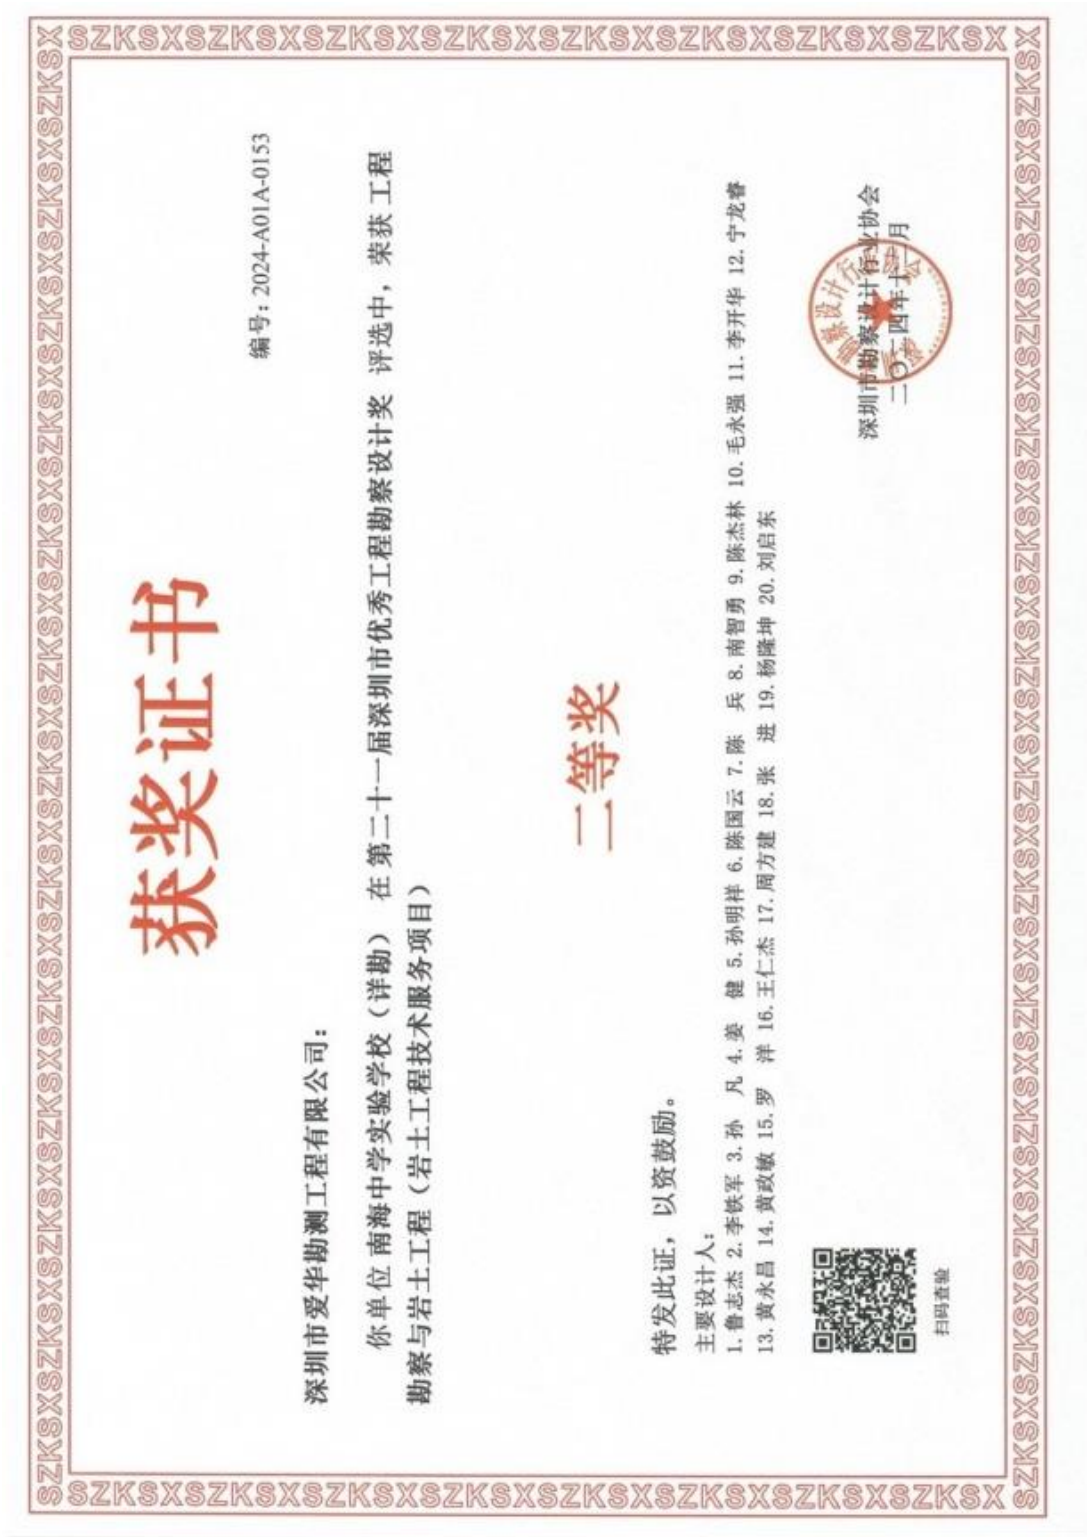 获奖证书
编号：2024-A01A-0153
深圳市爱华勘测工程有限公司：
你单位 南海中学实验学校（详勘） 在 第二十一届深圳市优秀工程勘察设计奖 评选中，荣获 工程
勘察与岩土工程（岩土工程技术服务项目）
二等奖
特发此证，以资鼓励。
主要设计人：
1. 鲁志杰 2. 李铁军 3. 孙 凡 4. 姜 健 5. 孙明祥 6. 陈国云 7. 陈 兵 8. 南智勇 9. 陈杰林 10. 毛永强 11. 李开华 12. 宁龙睿
13. 黄永昌 14. 黄政敏 15. 罗 洋 16. 王仁杰 17. 周方建 18. 张 进 19. 杨隆坤 20. 刘启东
深圳市勘察设计行业协会
二〇二四年十二月
扫码查验
SZKSXSZKSXSZKSXSZKSXSZKSXSZKSXSZKSXSZKSX